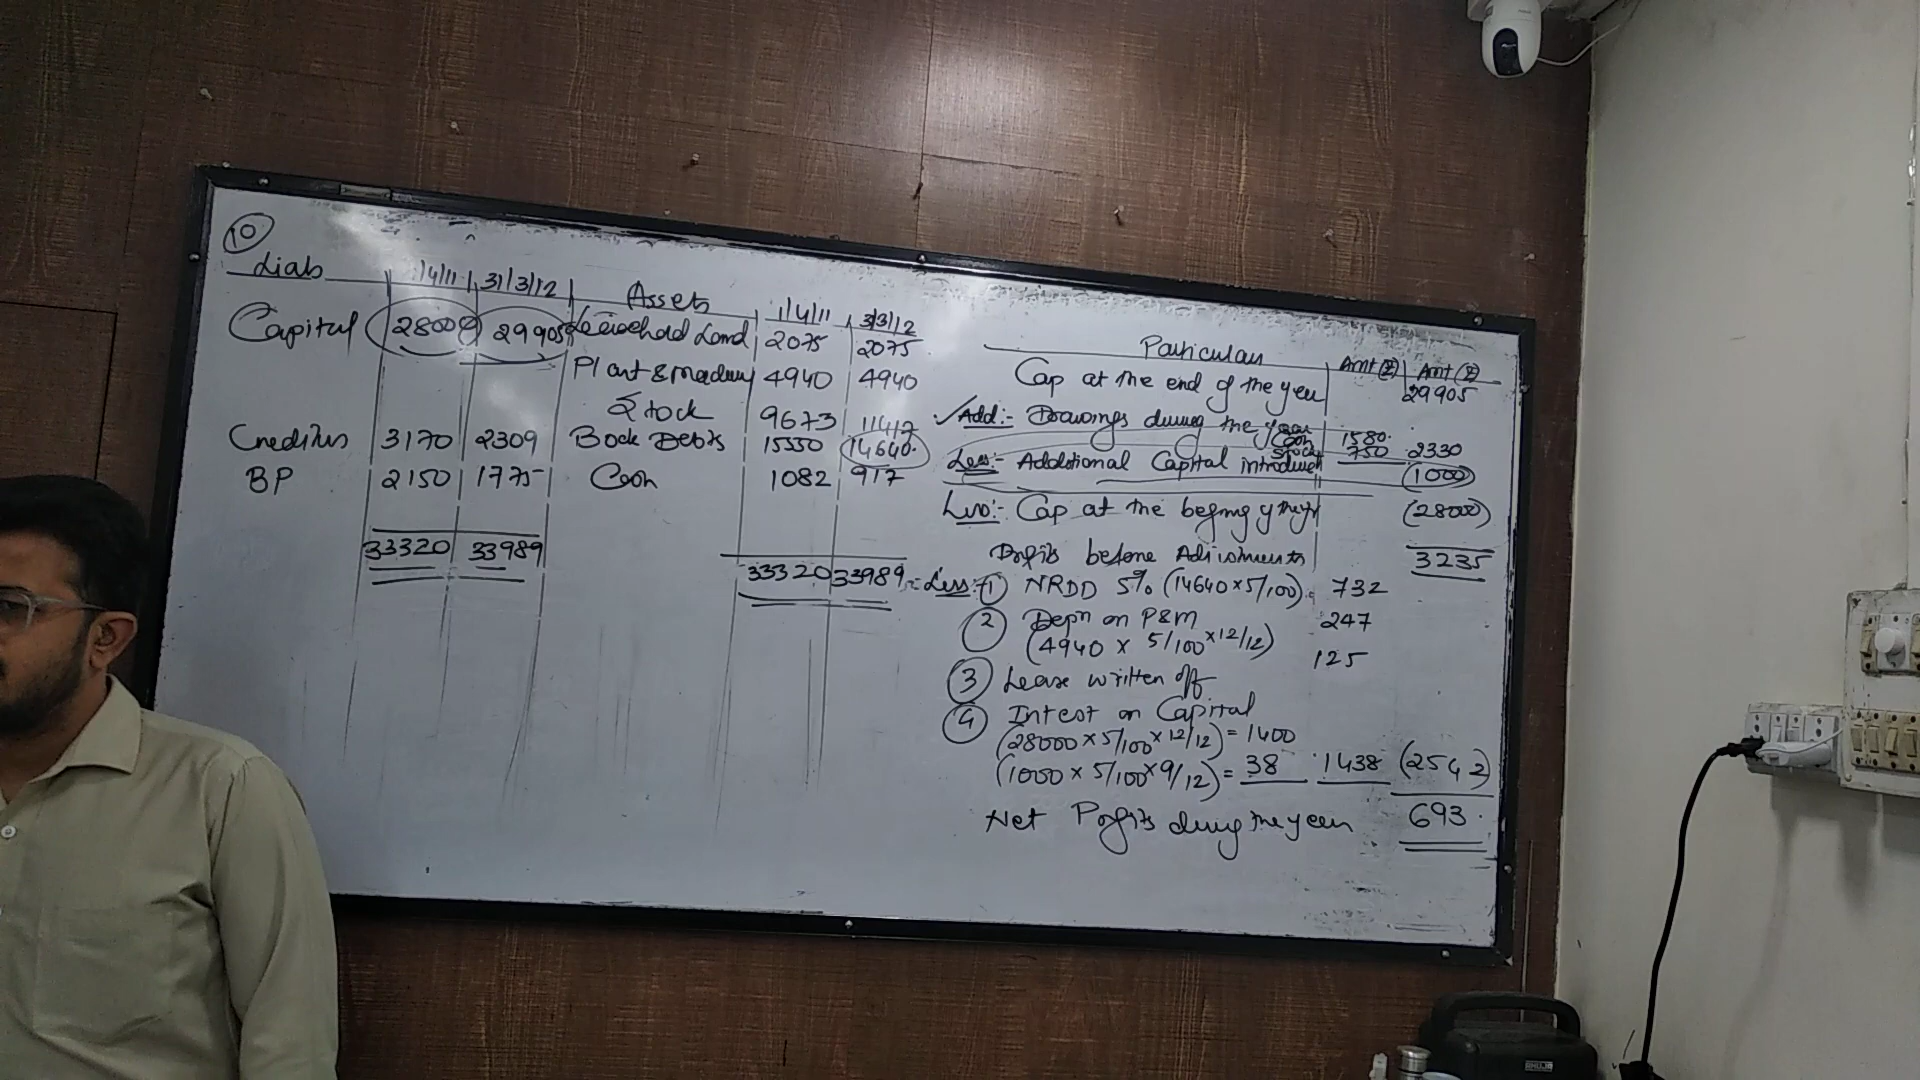 10
Liab 1/4/11 31/3/12 Assets 1/4/11 31/3/12
Capital 28000 29905 Leasehold Land 2075 2075
Plant & Machinery 4940 4940
Stock 9673 11417
Creditors 3170 2309 Book Debts 15550 14640
BP 2150 1775 Cash 1082 917
33320 33989 33320 33989
Particulars Amt (₹) Amt (₹)
Cap at the end of the year 29905
Add:- Drawings during the year
Cash 1580
Stock 750 2330
Less:- Additional Capital introduced (1000)
Less:- Cap at the begining of the yr (28000)
Profits before Adjustments 3235
Less:- 1 NRDD 5% (14640 x 5/100) = 732
2 Depn on P&M 247
(4940 x 5/100 x 12/12)
3 Lease written off 125
4 Interest on Capital
(28000 x 5/100 x 12/12) = 1400
(1000 x 5/100 x 9/12) = 38 1438 (2542)
Net Profits during the year 693
AHUJA